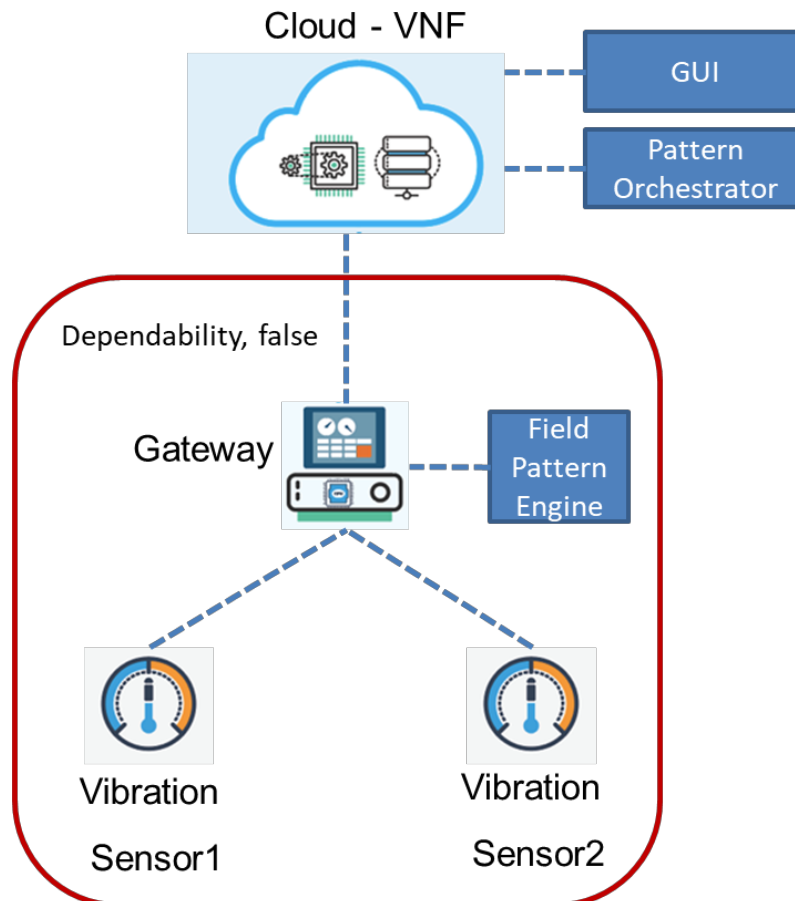 Cloud - VNF
GUI
Pattern
Orchestrator
Dependability, false
Gateway
Field
Pattern
Engine
Vibration
Sensor1
Vibration
Sensor2